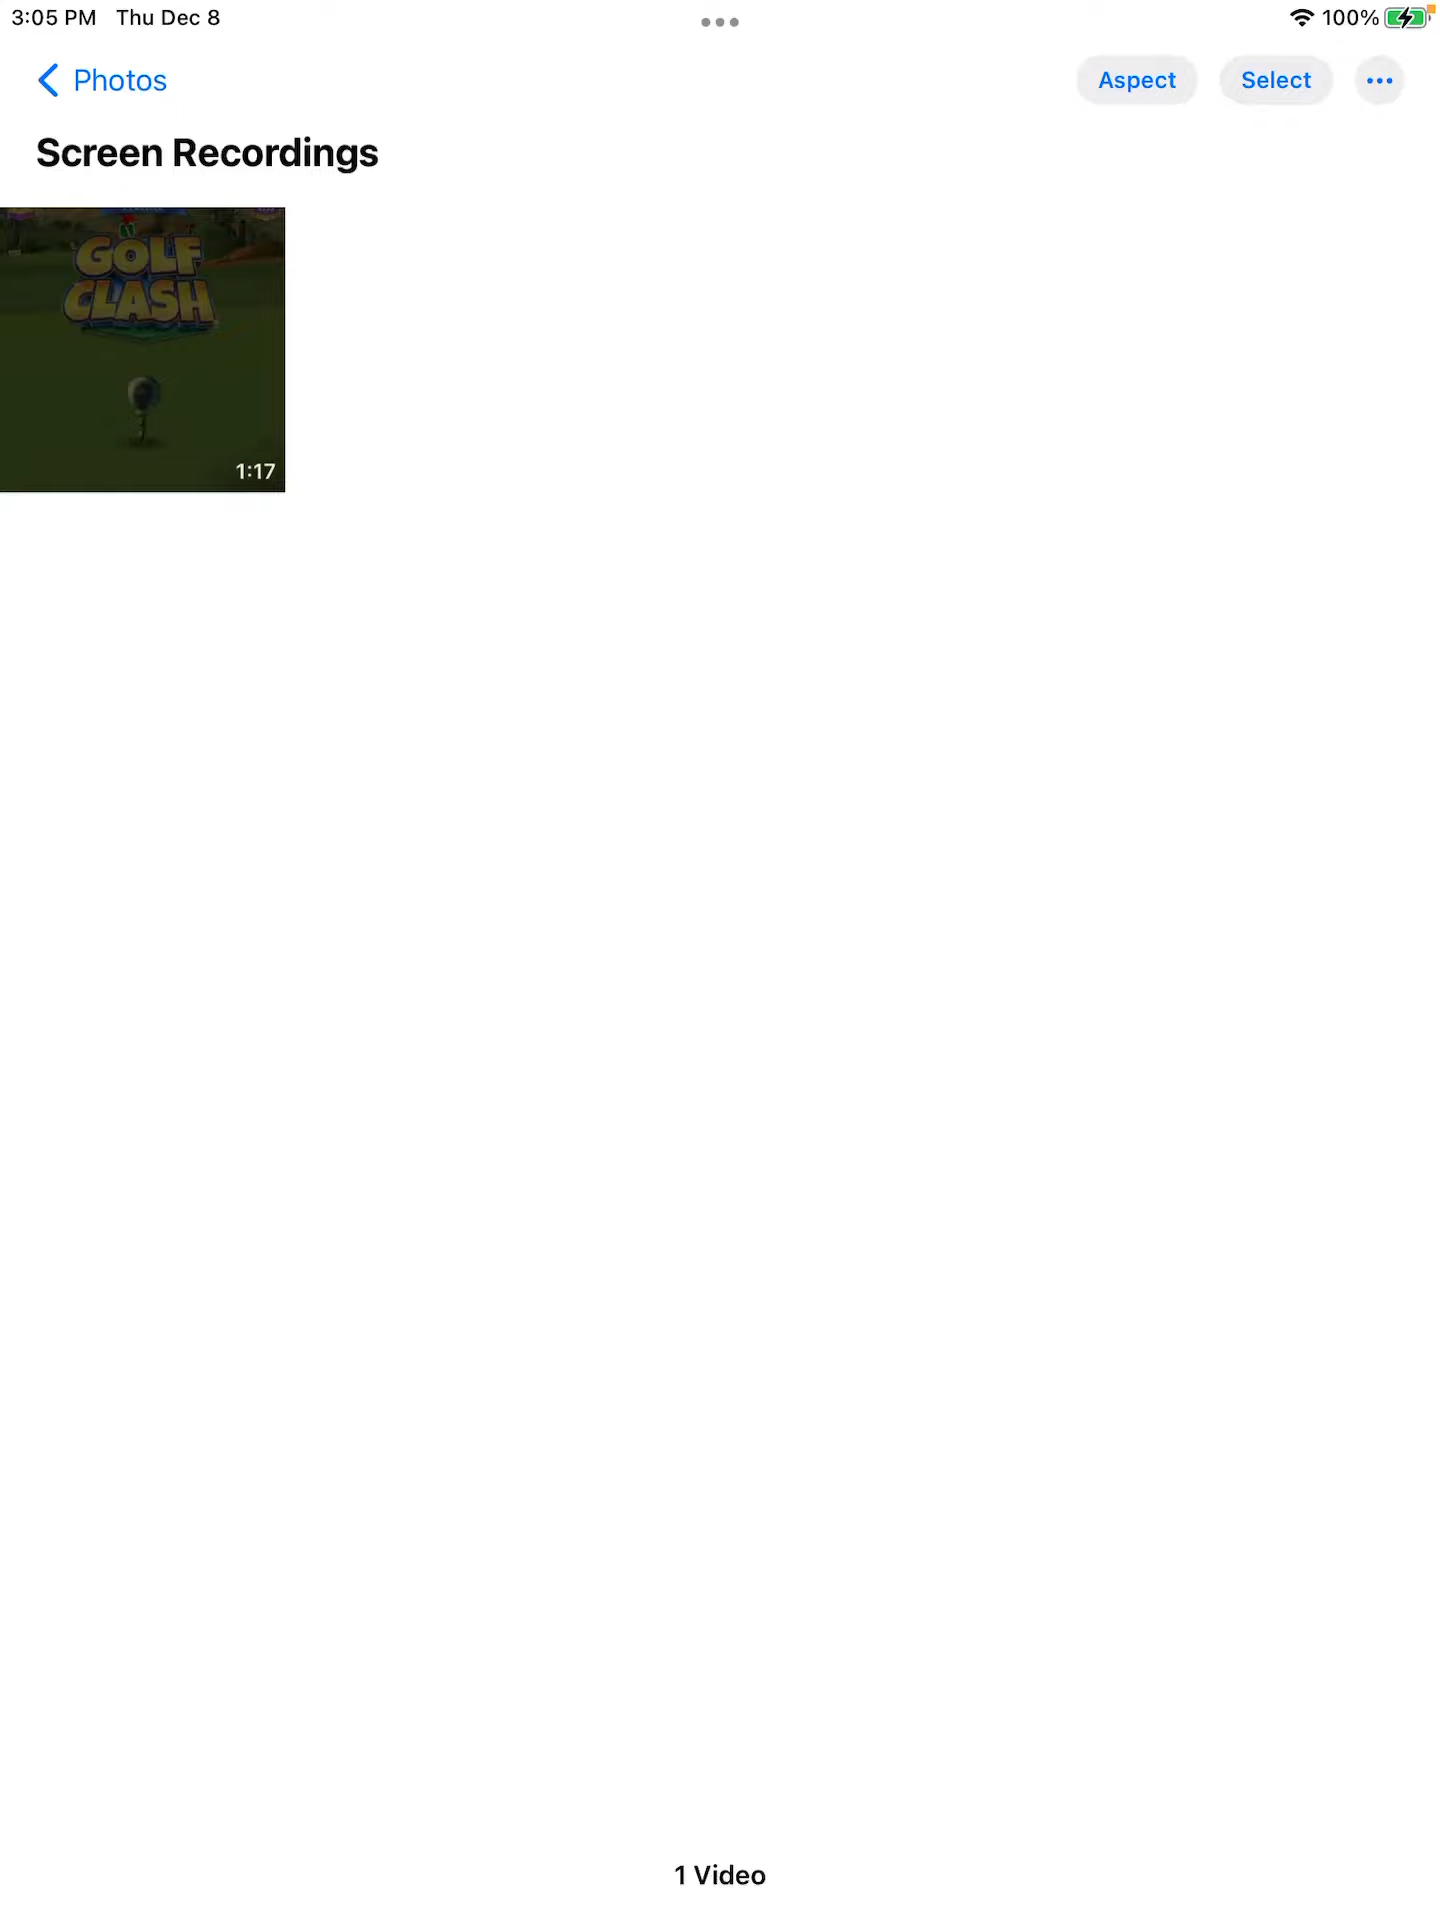 3:05 PM Thu Dec 8
100%
Photos
Aspect
Select
Screen Recordings
GOLF
CLASH
1:17
1 Video